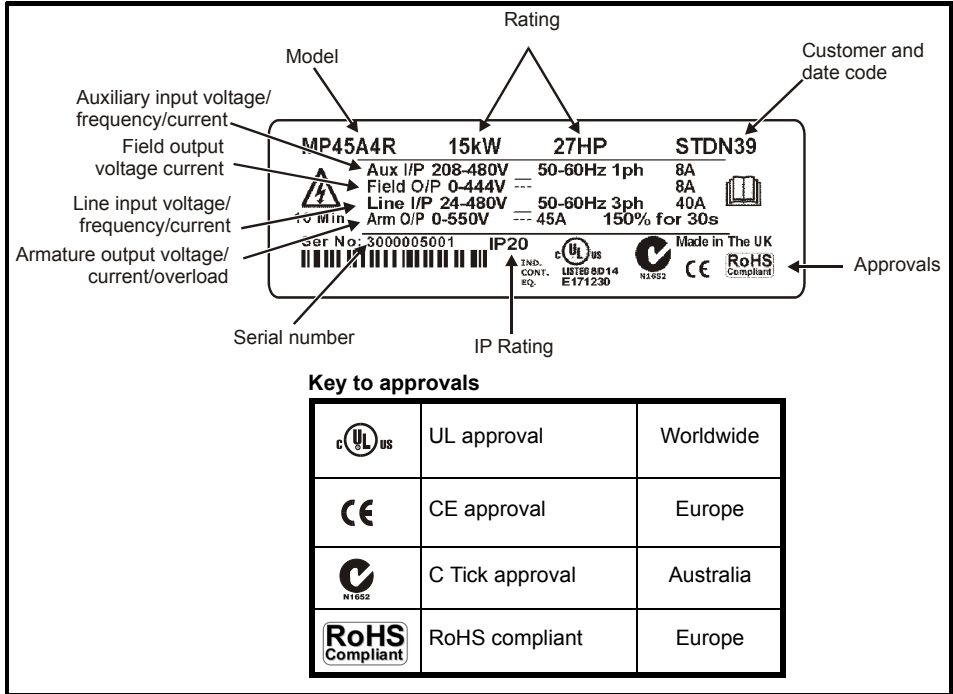 Rating
Model
Customer and
date code
Auxiliary input voltage/
frequency/current
Field output
voltage current
Line input voltage/
frequency/current
Armature output voltage/
current/overload
MP45A4R 15kW 27HP STDN39
Aux I/P 208-480V 50-60Hz 1ph 8A
Field O/P 0-444V --- 8A
Line I/P 24-480V 50-60Hz 3ph 40A
10 Min Arm O/P 0-550V --- 45A 150% for 30s
Ser No: 3000005001 IP20 Made in The UK
IND.
CONT.
EQ.
c UL us
LISTED 8D14
E171230
N1652
CE
RoHS
Compliant
Approvals
Serial number
IP Rating
Key to approvals
c UL us UL approval Worldwide
CE CE approval Europe
N1652 C Tick approval Australia
RoHS
Compliant RoHS compliant Europe